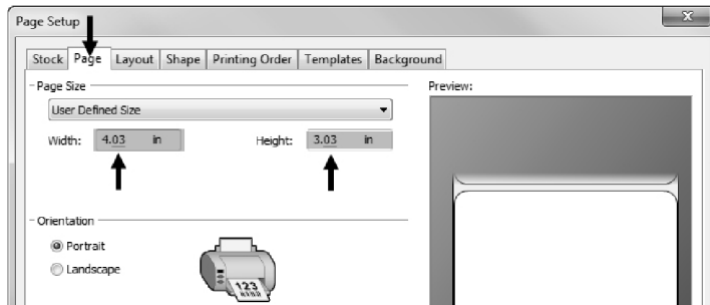 Page Setup
x
Stock Page Layout Shape Printing Order Templates Background
Page Size
User Defined Size
Width: 4.03 in Height: 3.03 in
Orientation
Portrait
Landscape
Preview:
123